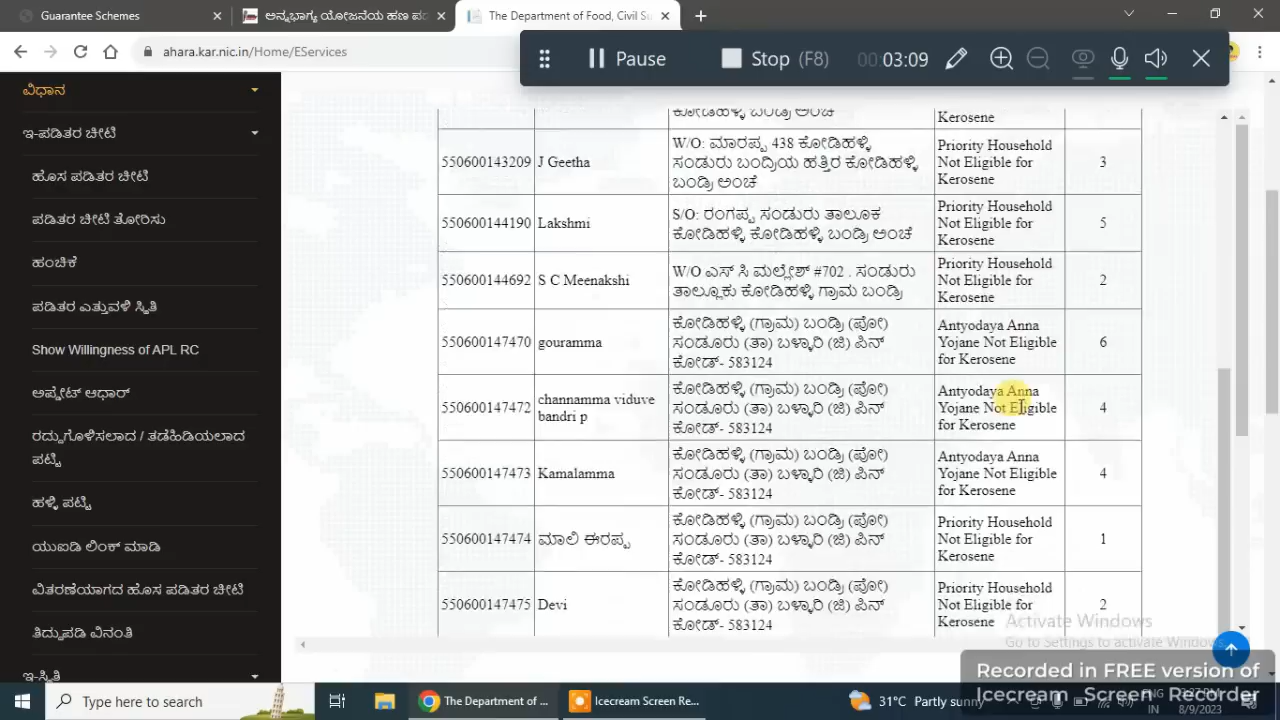 Guarantee Schemes
ಅನ್ನಭಾಗ್ಯ ಯೋಜನೆಯ ಹಣ ಪಡ
The Department of Food, Civil Su
ahara.kar.nic.in/Home/EServices
Pause
Stop (F8)
00:03:09
ವಿಧಾನ
ಇ-ಪಡಿತರ ಚೀಟಿ
ಹೊಸ ಪಡಿತರ ಚೀಟಿ
ಪಡಿತರ ಚೀಟಿ ತೋರಿಸು
ಹಂಚಿಕೆ
ಪಡಿತರ ಎತ್ತುವಳಿ ಸ್ಥಿತಿ
Show Willingness of APL RC
ಅಪ್ಡೇಟ್ ಆಧಾರ್
ರದ್ದುಗೊಳಿಸಲಾದ / ತಡೆಹಿಡಿಯಲಾದ
ಪಟ್ಟಿ
ಹಳ್ಳಿ ಪಟ್ಟಿ
ಯುಐಡಿ ಲಿಂಕ್ ಮಾಡಿ
ವಿತರಣೆಯಾಗದ ಹೊಸ ಪಡಿತರ ಚೀಟಿ
ತಿದ್ದುಪಡಿ ವಿನಂತಿ
ಇ-ಸ್ಥಿತಿ
ಕೋಡಿಹಳ್ಳಿ ಬಂಡ್ರಿ ಅಂಚೆ
Kerosene
550600143209 J Geetha
W/O: ಮಾರಪ್ಪ 438 ಕೋಡಿಹಳ್ಳಿ
ಸಂಡುರು ಬಂದ್ರಿಯ ಹತ್ತಿರ ಕೋಡಿಹಳ್ಳಿ
ಬಂಡ್ರಿ ಅಂಚೆ
Priority Household
Not Eligible for
Kerosene
3
550600144190 Lakshmi
S/O: ರಂಗಪ್ಪ ಸಂಡುರು ತಾಲೂಕ
ಕೋಡಿಹಳ್ಳಿ ಕೋಡಿಹಳ್ಳಿ ಬಂಡ್ರಿ ಅಂಚೆ
Priority Household
Not Eligible for
Kerosene
5
550600144692 S C Meenakshi
W/O ಎಸ್ ಸಿ ಮಲ್ಲೇಶ್ #702 . ಸಂಡುರು
ತಾಲ್ಲೂಕು ಕೋಡಿಹಳ್ಳಿ ಗ್ರಾಮ ಬಂಡ್ರಿ
Priority Household
Not Eligible for
Kerosene
2
550600147470 gouramma
ಕೋಡಿಹಳ್ಳಿ (ಗ್ರಾಮ) ಬಂಡ್ರಿ (ಪೋ)
ಸಂಡೂರು (ತಾ) ಬಳ್ಳಾರಿ (ಜಿ) ಪಿನ್
ಕೋಡ್- 583124
Antyodaya Anna
Yojane Not Eligible
for Kerosene
6
550600147472 channamma viduve
bandri p
ಕೋಡಿಹಳ್ಳಿ (ಗ್ರಾಮ) ಬಂಡ್ರಿ (ಪೋ)
ಸಂಡೂರು (ತಾ) ಬಳ್ಳಾರಿ (ಜಿ) ಪಿನ್
ಕೋಡ್- 583124
Antyodaya Anna
Yojane Not Eligible
for Kerosene
4
550600147473 Kamalamma
ಕೋಡಿಹಳ್ಳಿ (ಗ್ರಾಮ) ಬಂಡ್ರಿ (ಪೋ)
ಸಂಡೂರು (ತಾ) ಬಳ್ಳಾರಿ (ಜಿ) ಪಿನ್
ಕೋಡ್- 583124
Antyodaya Anna
Yojane Not Eligible
for Kerosene
4
550600147474 ಮಾಲಿ ಈರಪ್ಪ
ಕೋಡಿಹಳ್ಳಿ (ಗ್ರಾಮ) ಬಂಡ್ರಿ (ಪೋ)
ಸಂಡೂರು (ತಾ) ಬಳ್ಳಾರಿ (ಜಿ) ಪಿನ್
ಕೋಡ್- 583124
Priority Household
Not Eligible for
Kerosene
1
550600147475 Devi
ಕೋಡಿಹಳ್ಳಿ (ಗ್ರಾಮ) ಬಂಡ್ರಿ (ಪೋ)
ಸಂಡೂರು (ತಾ) ಬಳ್ಳಾರಿ (ಜಿ) ಪಿನ್
ಕೋಡ್- 583124
Priority Household
Not Eligible for
Kerosene
2
Activate Windows
Go to Settings to activate Windows.
Recorded in FREE version of
Icecream Screen Recorder
Type here to search
The Department of ...
Icecream Screen Re...
31°C Partly sunny
ENG
IN
8/9/2023